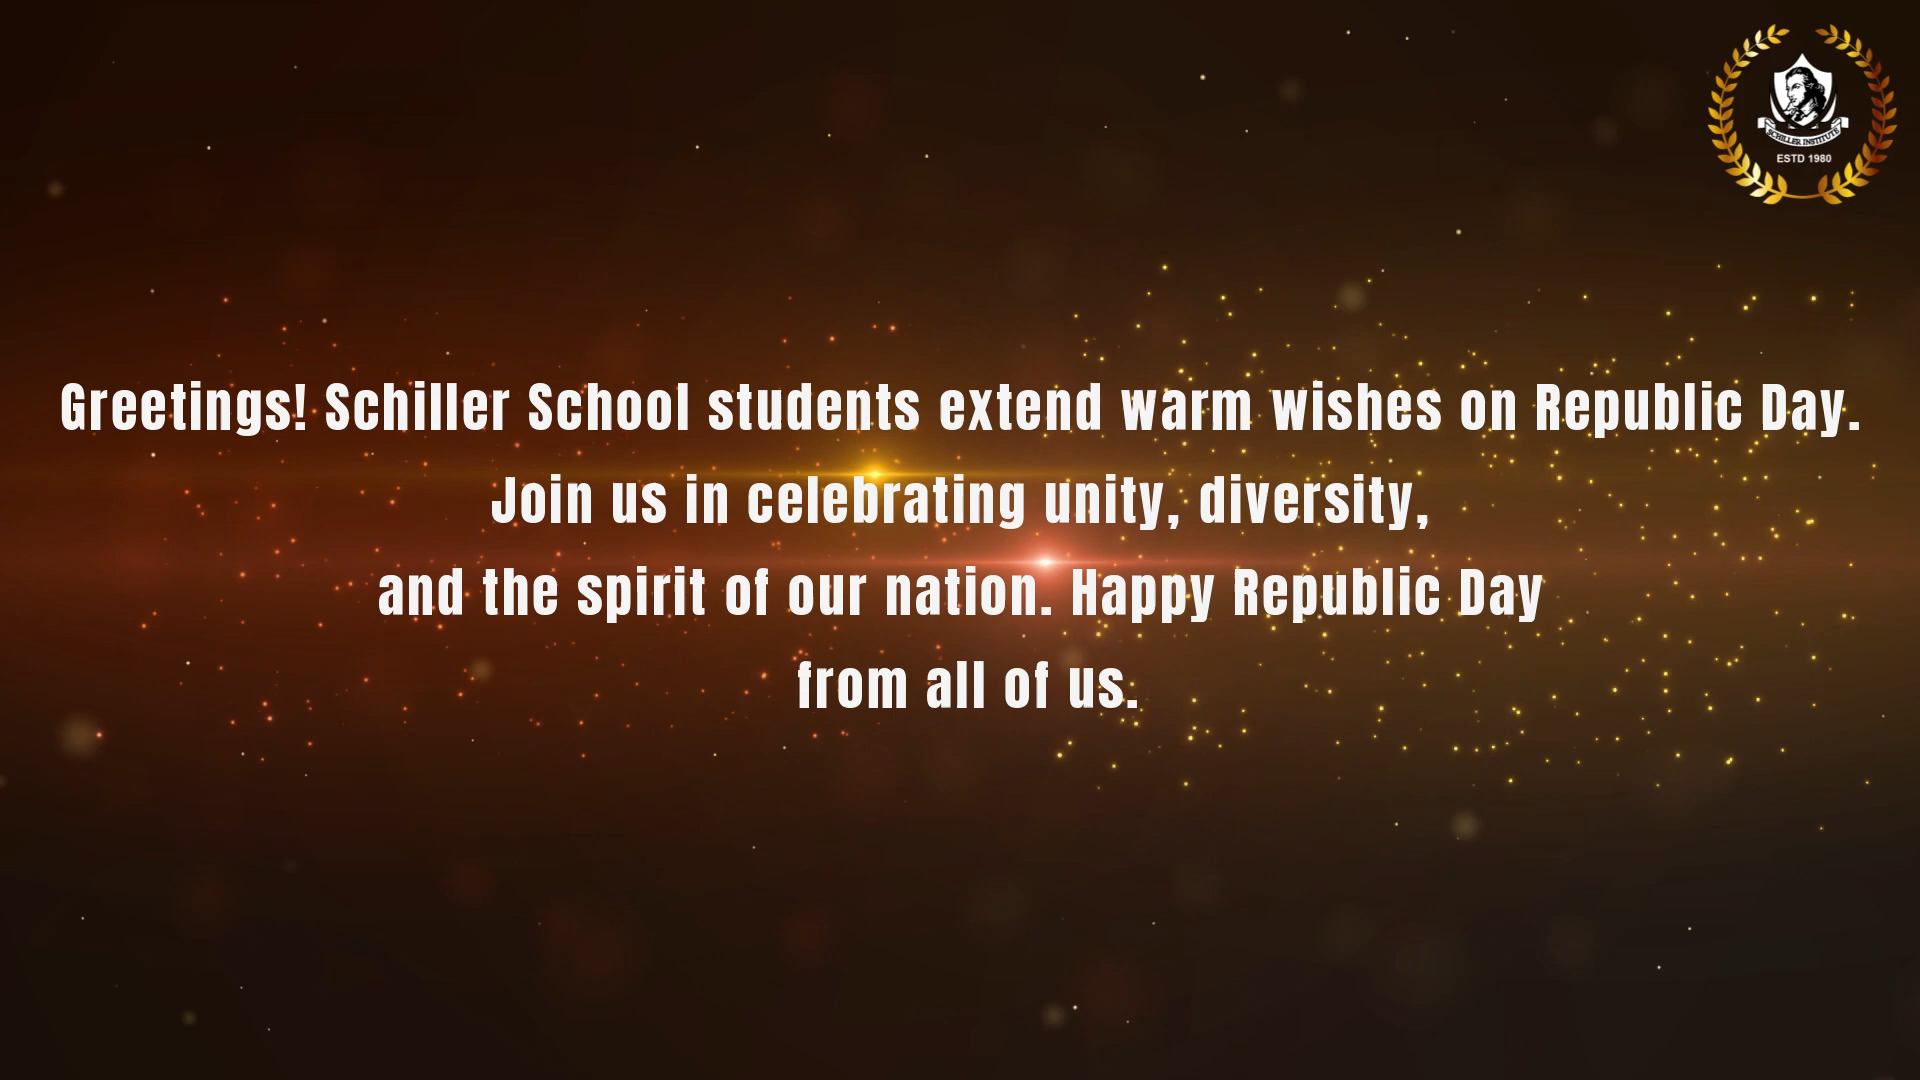 SCHILLER INSTITUTE
ESTD 1980
Greetings! Schiller School students extend warm wishes on Republic Day.
Join us in celebrating unity, diversity,
and the spirit of our nation. Happy Republic Day
from all of us.